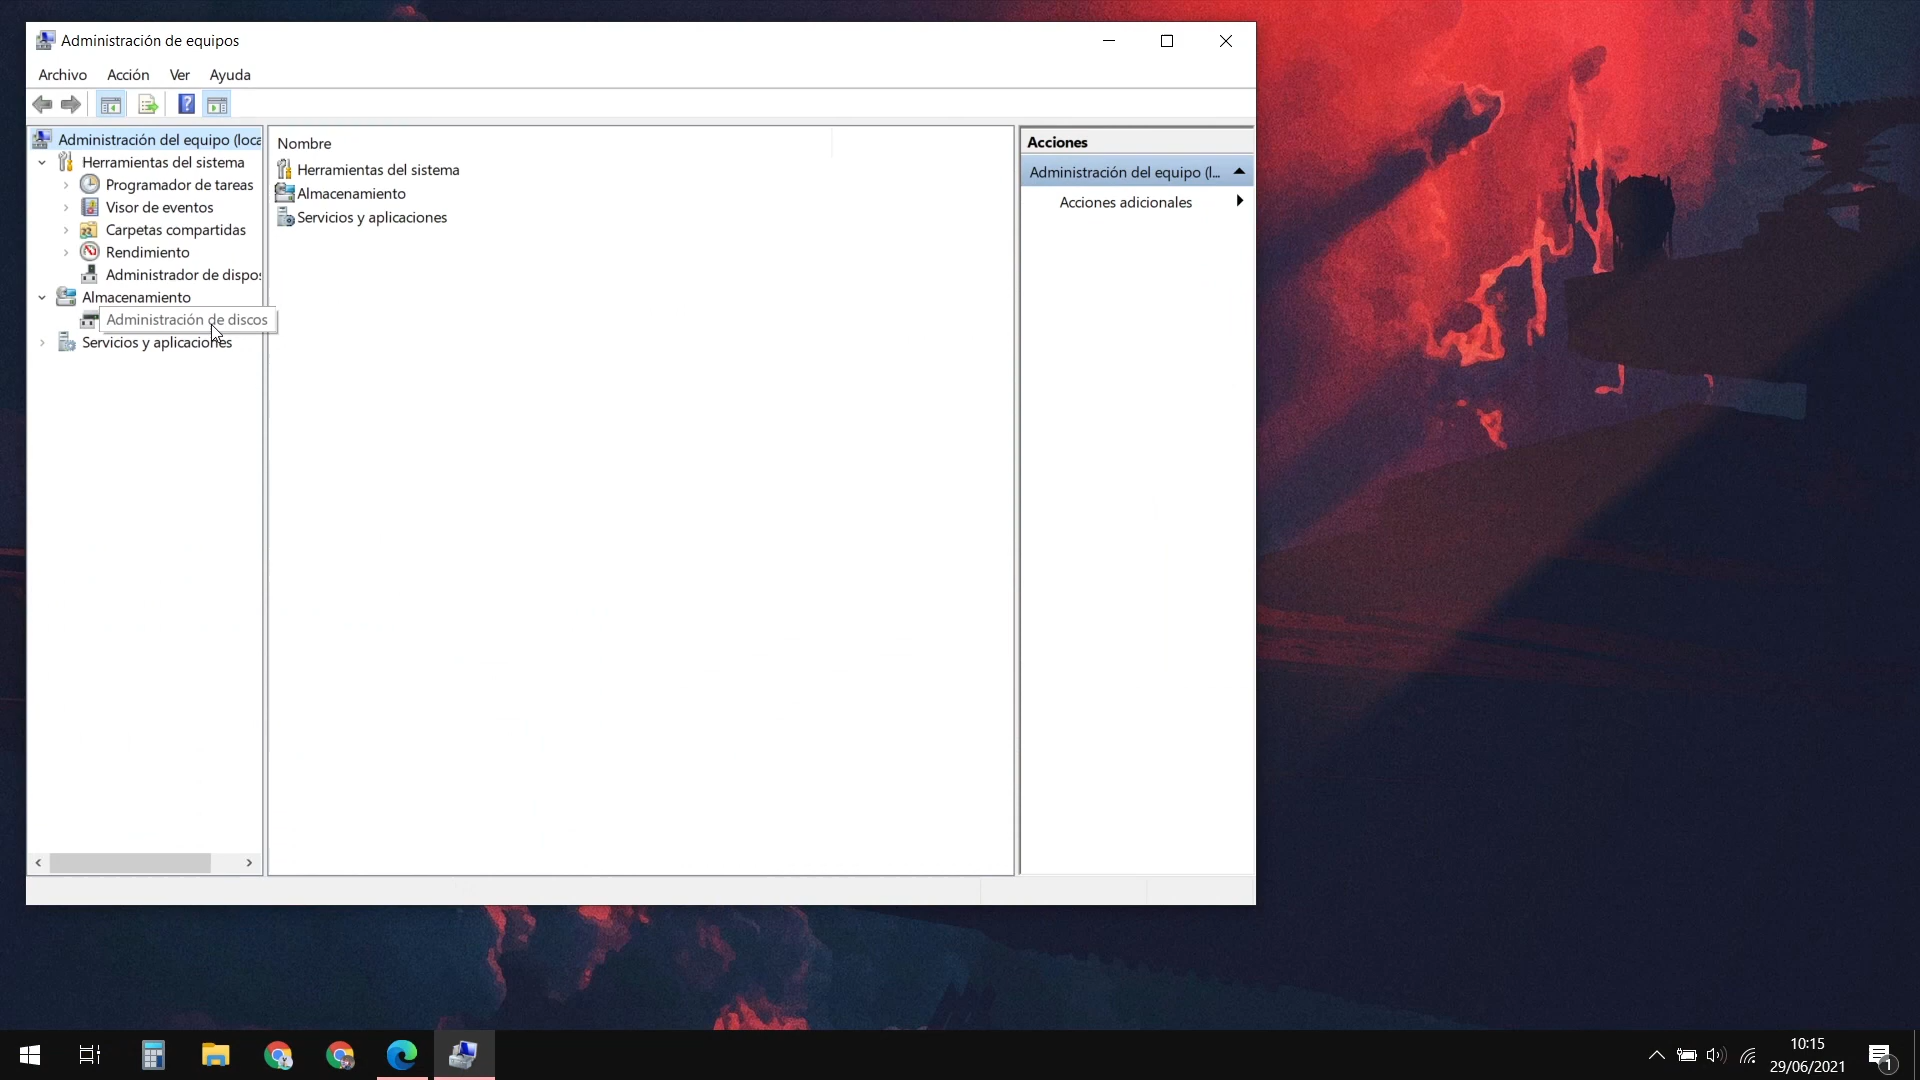 Administración de equipos
Archivo Acción Ver Ayuda
Administración del equipo (loca
Herramientas del sistema
Programador de tareas
Visor de eventos
Carpetas compartidas
Rendimiento
Administrador de dispos
Almacenamiento
Administración de discos
Servicios y aplicaciones
Nombre
Herramientas del sistema
Almacenamiento
Servicios y aplicaciones
Acciones
Administración del equipo (l...
Acciones adicionales
10:15
29/06/2021
1